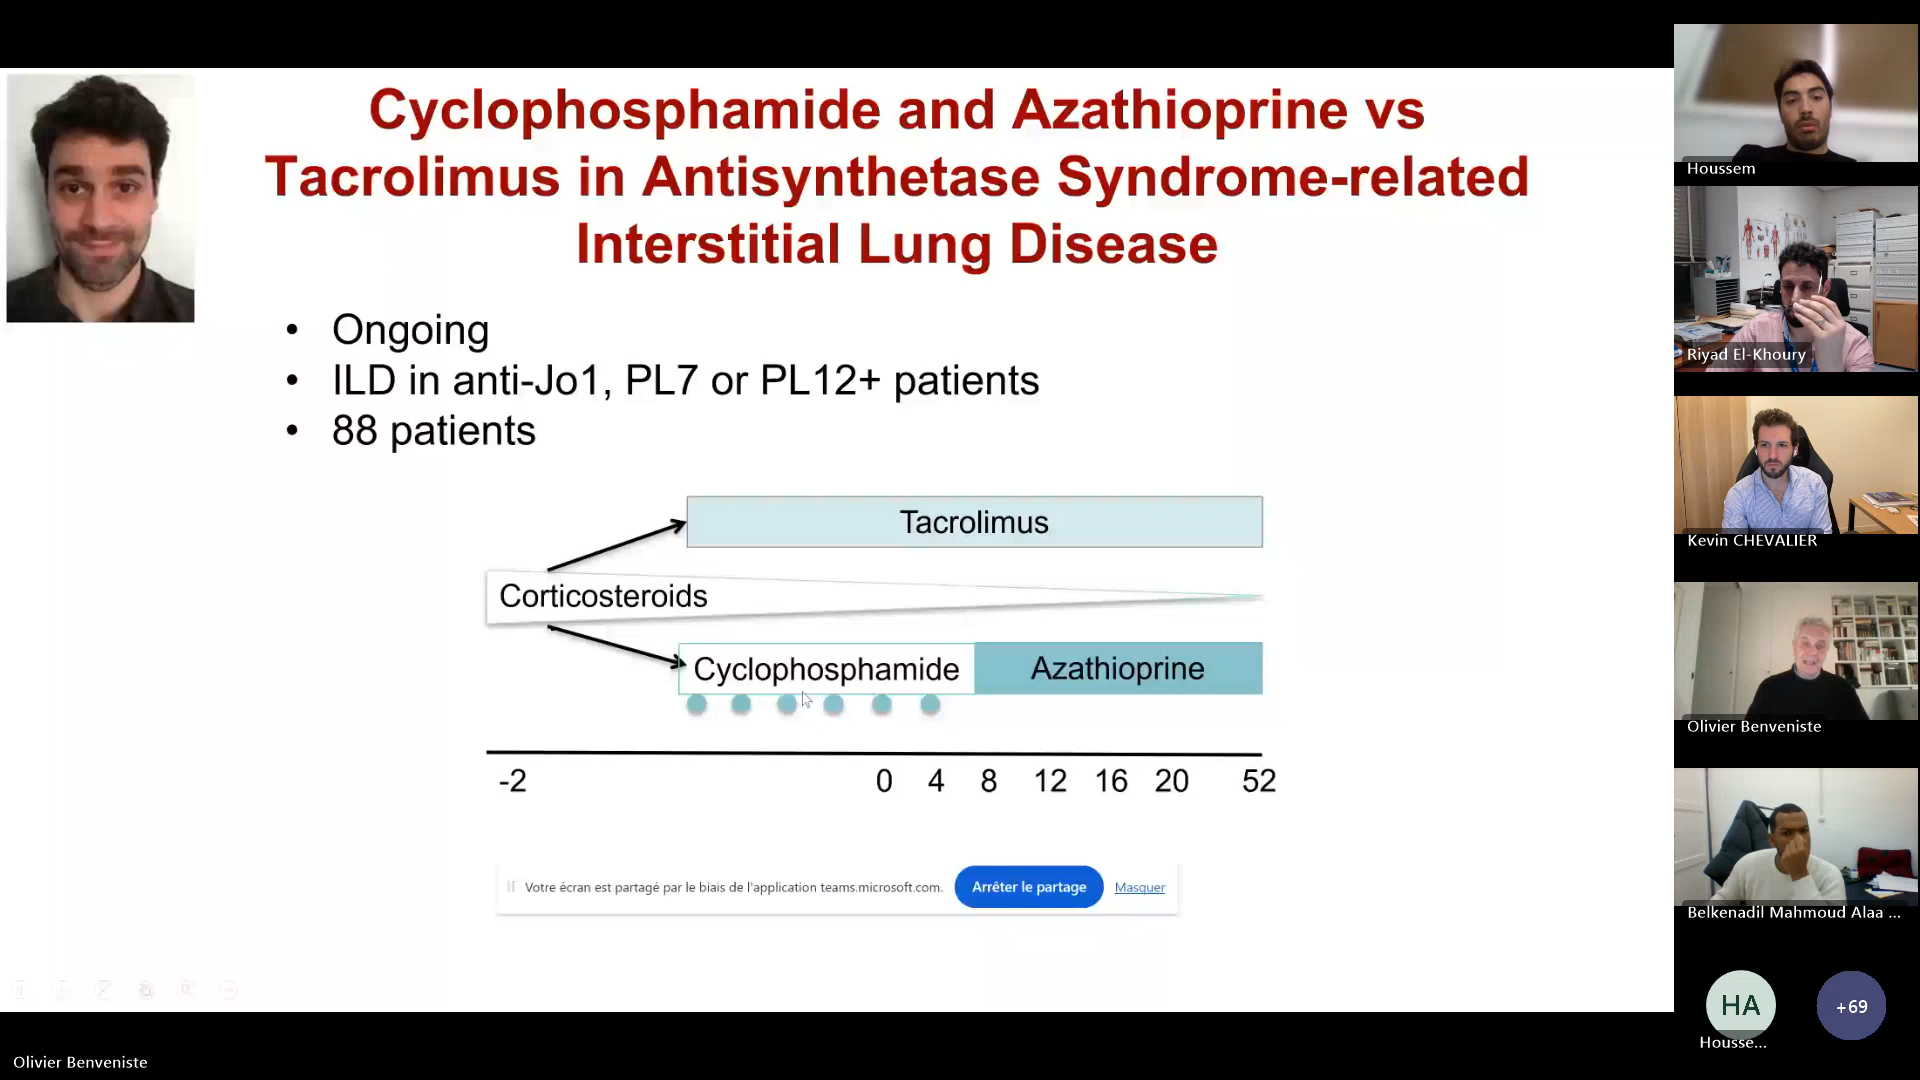 Cyclophosphamide and Azathioprine vs
Tacrolimus in Antisynthetase Syndrome-related
Interstitial Lung Disease
• Ongoing
• ILD in anti-Jo1, PL7 or PL12+ patients
• 88 patients
Tacrolimus
Corticosteroids
Cyclophosphamide
Azathioprine
-2 0 4 8 12 16 20 52
Votre écran est partagé par le biais de l'application teams.microsoft.com.
Arrêter le partage
Masquer
Houssem
Riyad El-Khoury
Kevin CHEVALIER
Olivier Benveniste
Belkenadil Mahmoud Alaa ...
HA
Housse...
+69
Olivier Benveniste